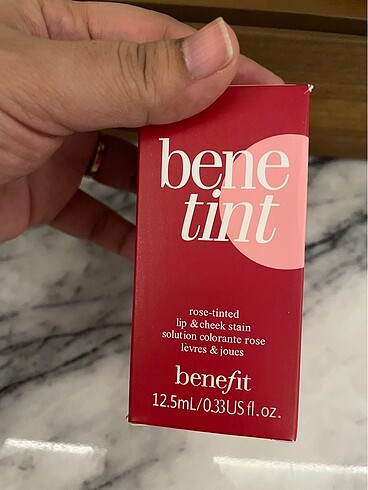 bene
tint
rose-tinted
lip & cheek stain
solution colorante rose
lèvres & joues
benefit
12.5mL/0.33US fl.oz.